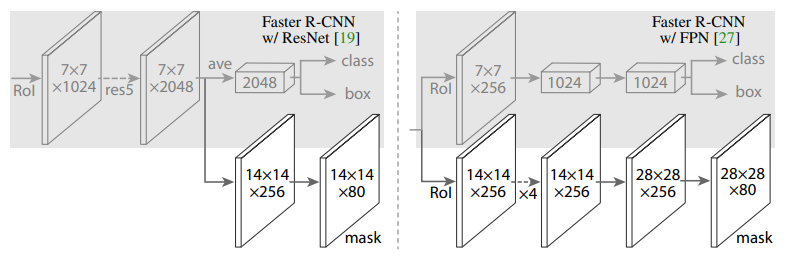 Faster R-CNN
w/ ResNet [19]
RoI
7×7
×1024
res5
7×7
×2048
ave
2048
class
box
14×14
×256
14×14
×80
mask
Faster R-CNN
w/ FPN [27]
RoI
7×7
×256
1024
1024
class
box
RoI
14×14
×256
×4
14×14
×256
28×28
×256
28×28
×80
mask